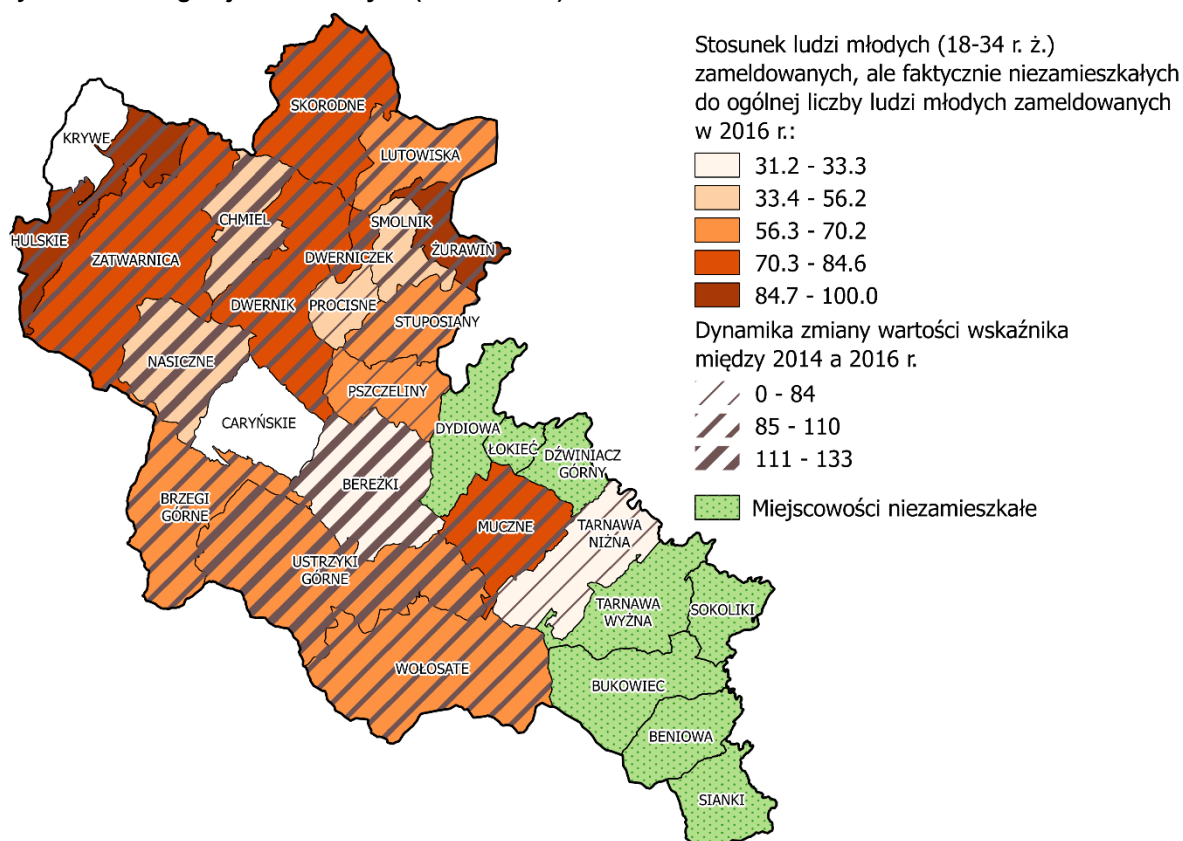 Stosunek ludzi młodych (18-34 r. ż.)
zameldowanych, ale faktycznie niezamieszkałych
do ogólnej liczby ludzi młodych zameldowanych
w 2016 r.:
31.2 - 33.3
33.4 - 56.2
56.3 - 70.2
70.3 - 84.6
84.7 - 100.0
Dynamika zmiany wartości wskaźnika
między 2014 a 2016 r.
0 - 84
85 - 110
111 - 133
Miejscowości niezamieszkałe
SKORODNE
KRYWE
LUTOWISKA
CHMIEL
SMOLNIK
HULSKIE
ŻURAWIN
ZATWARNICA
DWERNICZEK
DWERNIK
PROCISNE
STUPOSIANY
NASICZNE
PSZCZELINY
CARYŃSKIE
DYDIOWA
ŁOKIEĆ
DŹWINIACZ
GÓRNY
BEREŻKI
BRZEGI
GÓRNE
MUCZNE
TARNAWA
NIŻNA
USTRZYKI
GÓRNE
TARNAWA
WYŻNA
SOKOLIKI
WOŁOSATE
BUKOWIEC
BENIOWA
SIANKI